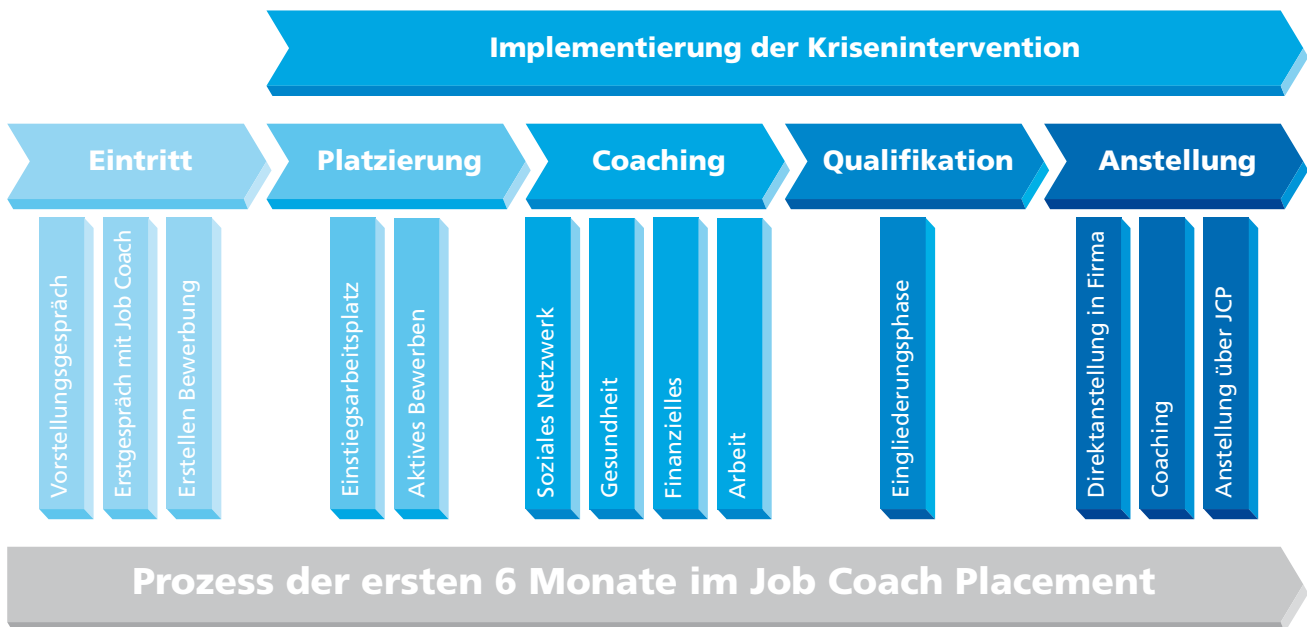 Implementierung der Krisenintervention
Eintritt
Platzierung
Coaching
Qualifikation
Anstellung
Vorstellungsgespräch
Erstgespräch mit Job Coach
Erstellen Bewerbung
Einstiegsarbeitsplatz
Aktives Bewerben
Soziales Netzwerk
Gesundheit
Finanzielles
Arbeit
Eingliederungsphase
Direktanstellung in Firma
Coaching
Anstellung über JCP
Prozess der ersten 6 Monate im Job Coach Placement